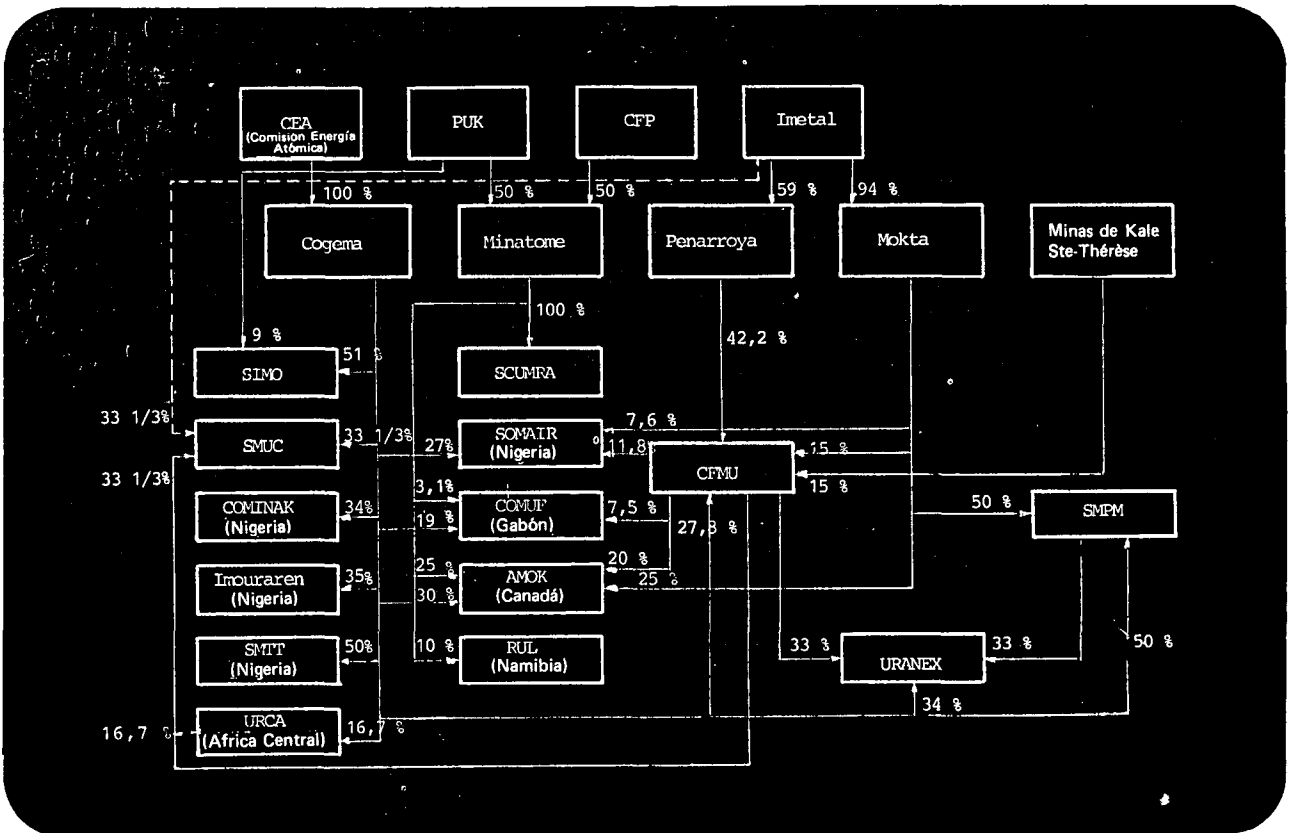 CEA
(Comisión Energía
Atómica)
PUK
CFP
Imetal
100 %
50 %
50 %
59 %
94 %
Cogema
Minatome
Penarroya
Mokta
Minas de Kale
Ste-Thérèse
100 %
9 %
42,2 %
51 %
SIMO
SCUMRA
33 1/3%
33 1/3%
7,6 %
SMUC
27%
SOMAIR
(Nigeria)
11,8
15 %
CFMU
33 1/3%
15 %
3,1%
COMINAK
(Nigeria)
34%
19 %
COMUF
(Gabón)
7,5 %
27,8 %
50 %
SMPM
Imouraren
(Nigeria)
35%
25 %
30 %
AMOK
(Canadá)
20 %
25 %
SMTT
(Nigeria)
50%
10 %
RUL
(Namibia)
33 %
URANEX
33 %
50 %
34 %
16,7 %
URCA
(Africa Central)
16,7 %